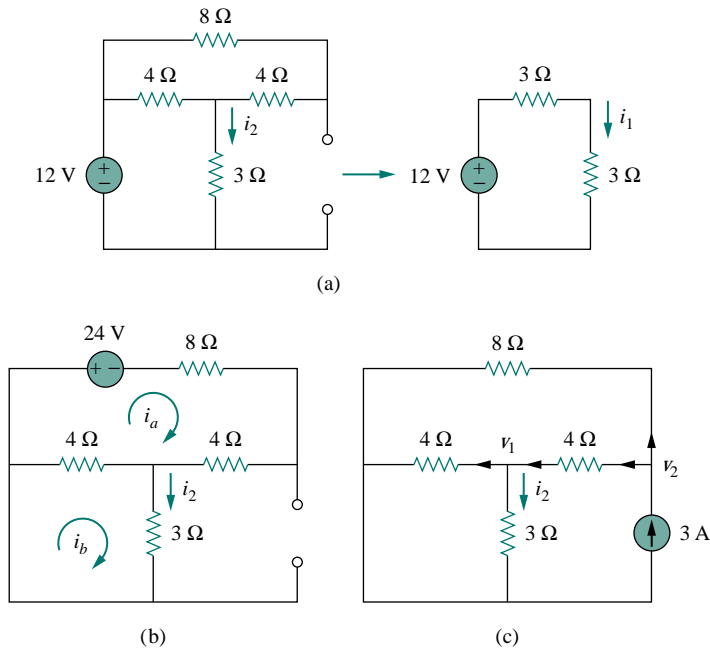 8 Ω
4 Ω 4 Ω 3 Ω
i₂ i₁
12 V + − 3 Ω 12 V + − 3 Ω
(a)
24 V
+ − 8 Ω 8 Ω
iₐ
4 Ω 4 Ω 4 Ω v₁ 4 Ω
v₂
i₂ i₂
i_b 3 Ω 3 Ω 3 A
(b) (c)